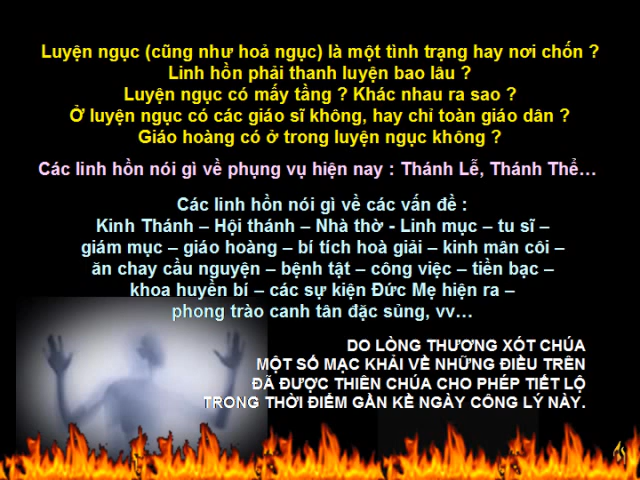 Luyện ngục (cũng như hoả ngục) là một tình trạng hay nơi chốn ?
Linh hồn phải thanh luyện bao lâu ?
Luyện ngục có mấy tầng ? Khác nhau ra sao ?
Ở luyện ngục có các giáo sĩ không, hay chỉ toàn giáo dân ?
Giáo hoàng có ở trong luyện ngục không ?
Các linh hồn nói gì về phụng vụ hiện nay : Thánh Lễ, Thánh Thể…
Các linh hồn nói gì về các vấn đề :
Kinh Thánh – Hội thánh – Nhà thờ - Linh mục – tu sĩ –
giám mục – giáo hoàng – bí tích hoà giải – kinh mân côi –
ăn chay cầu nguyện – bệnh tật – công việc – tiền bạc –
khoa huyền bí – các sự kiện Đức Mẹ hiện ra –
phong trào canh tân đặc sủng, vv…
DO LÒNG THƯƠNG XÓT CHÚA
MỘT SỐ MẠC KHẢI VỀ NHỮNG ĐIỀU TRÊN
ĐÃ ĐƯỢC THIÊN CHÚA CHO PHÉP TIẾT LỘ
TRONG THỜI ĐIỂM GẦN KỀ NGÀY CÔNG LÝ NÀY.